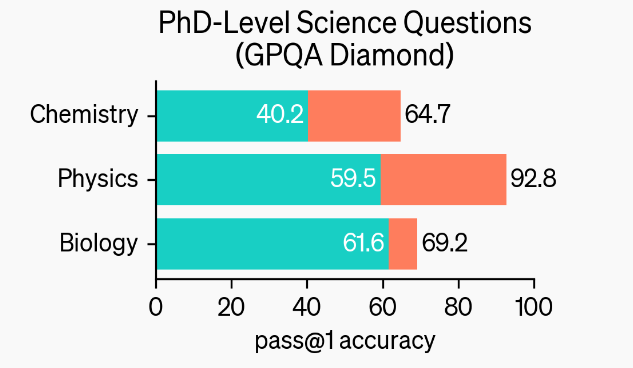 PhD-Level Science Questions
(GPQA Diamond)
Chemistry 40.2 64.7
Physics 59.5 92.8
Biology 61.6 69.2
0 20 40 60 80 100
pass@1 accuracy